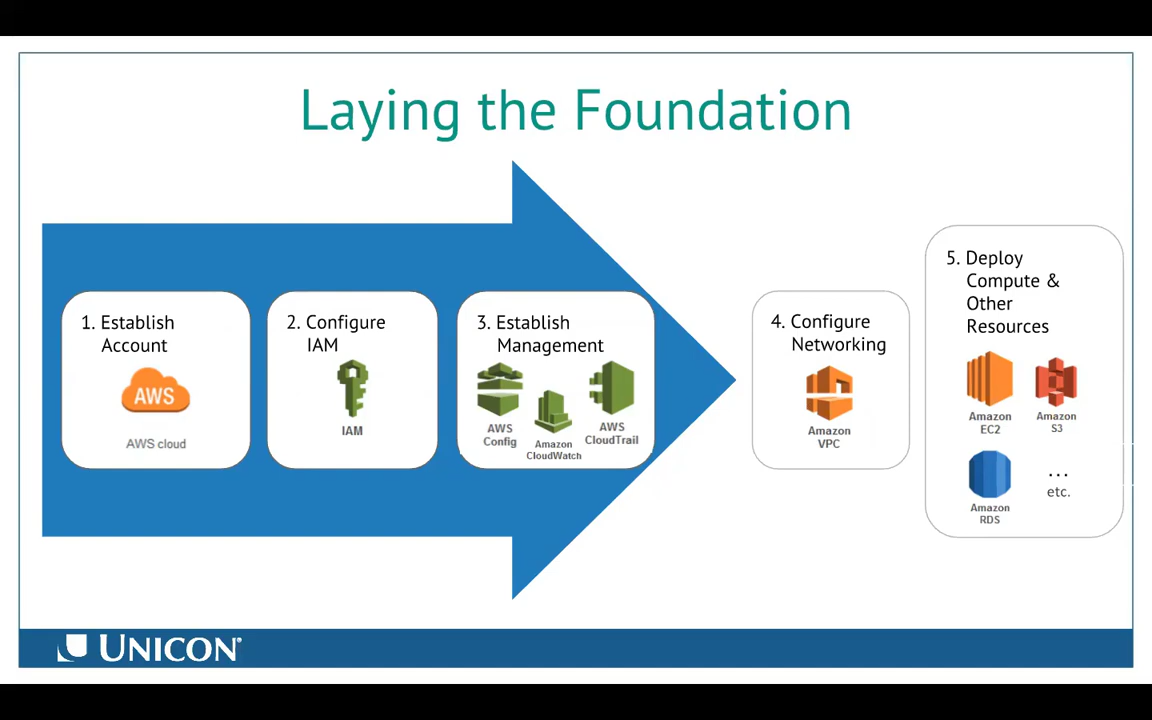 Laying the Foundation
1. Establish
Account
AWS
AWS cloud
2. Configure
IAM
IAM
3. Establish
Management
AWS
Config
Amazon
CloudWatch
AWS
CloudTrail
4. Configure
Networking
Amazon
VPC
5. Deploy
Compute &
Other
Resources
Amazon
EC2
Amazon
S3
Amazon
RDS
...
etc.
UNICON®